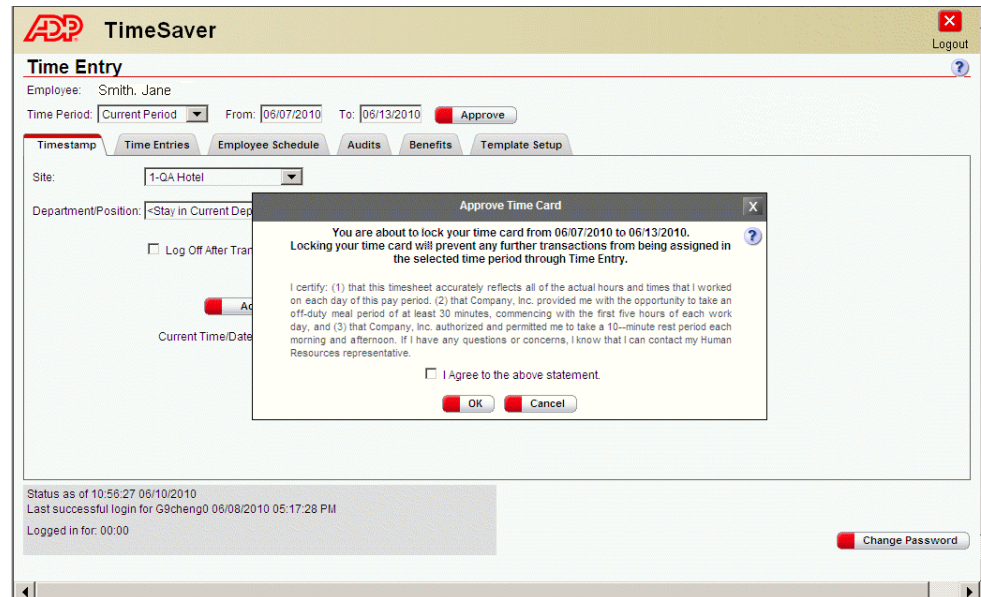 ADP TimeSaver
Logout
Time Entry
?
Employee: Smith, Jane
Time Period: Current Period From: 06/07/2010 To: 06/13/2010 Approve
Timestamp Time Entries Employee Schedule Audits Benefits Template Setup
Site: 1-QA Hotel
Department/Position: <Stay in Current Dep
Log Off After Tran
Current Time/Date
Approve Time Card X
You are about to lock your time card from 06/07/2010 to 06/13/2010. ?
Locking your time card will prevent any further transactions from being assigned in
the selected time period through Time Entry.
I certify: (1) that this timesheet accurately reflects all of the actual hours and times that I worked
on each day of this pay period. (2) that Company, Inc. provided me with the opportunity to take an
off-duty meal period of at least 30 minutes, commencing with the first five hours of each work
day, and (3) that Company, Inc. authorized and permitted me to take a 10--minute rest period each
morning and afternoon. If I have any questions or concerns, I know that I can contact my Human
Resources representative.
I Agree to the above statement.
OK Cancel
Status as of 10:56:27 06/10/2010
Last successful login for G9cheng0 06/08/2010 05:17:28 PM
Logged in for: 00:00
Change Password